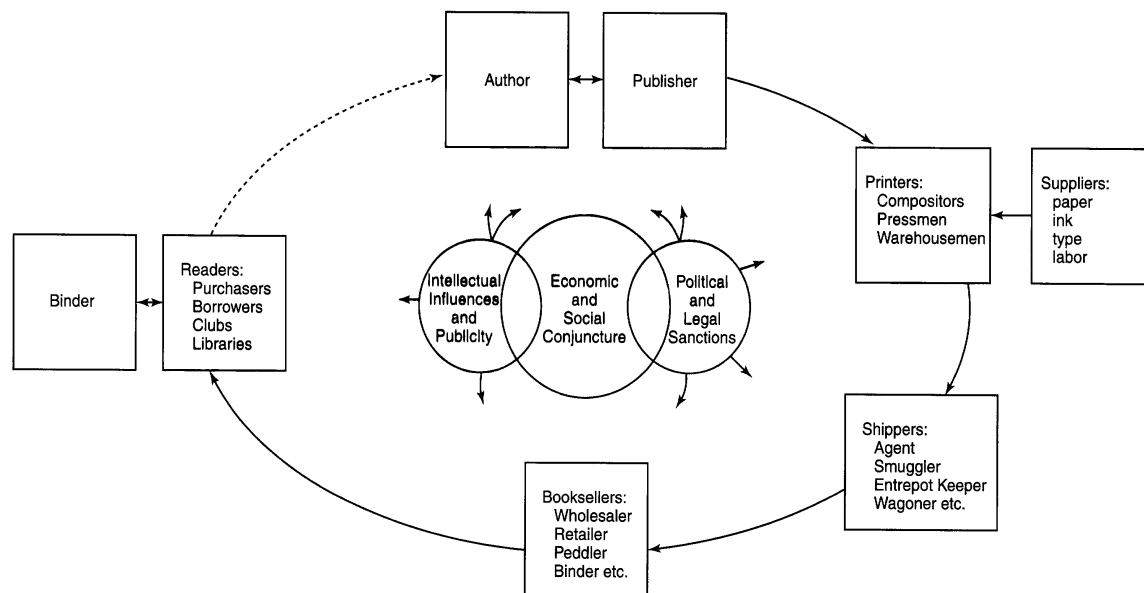 Author
Publisher
Printers:
Compositors
Pressmen
Warehousemen
Suppliers:
paper
ink
type
labor
Binder
Readers:
Purchasers
Borrowers
Clubs
Libraries
Intellectual
Influences
and
Publicity
Economic
and
Social
Conjuncture
Political
and
Legal
Sanctions
Shippers:
Agent
Smuggler
Entrepot Keeper
Wagoner etc.
Booksellers:
Wholesaler
Retailer
Peddler
Binder etc.